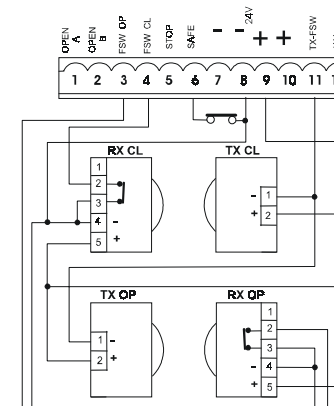 OPEN A
OPEN B
FSW OP
FSW CL
STOP
SAFE
-
- 24V
+
+
TX-FSW
1 2 3 4 5 6 7 8 9 10 11
RX CL
TX CL
1
2
3
4 -
5 +
- 1
+ 2
TX OP
RX OP
1 -
2 +
1
2
3
- 4
+ 5